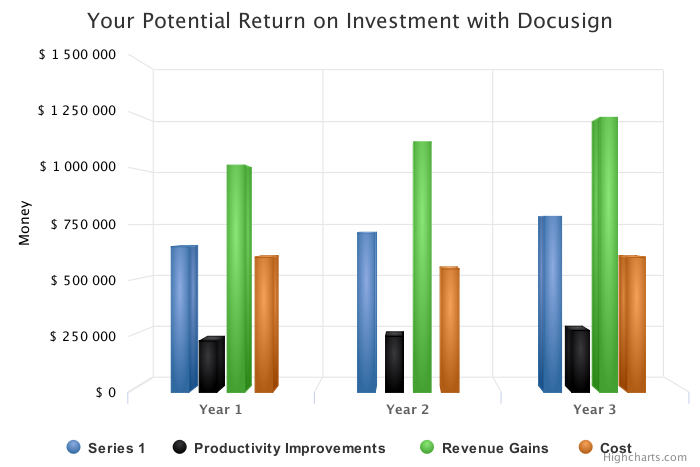 Your Potential Return on Investment with Docusign
$ 1 500 000
$ 1 250 000
$ 1 000 000
$ 750 000
$ 500 000
$ 250 000
$ 0
Money
Year 1
Year 2
Year 3
Series 1
Productivity Improvements
Revenue Gains
Cost
Highcharts.com